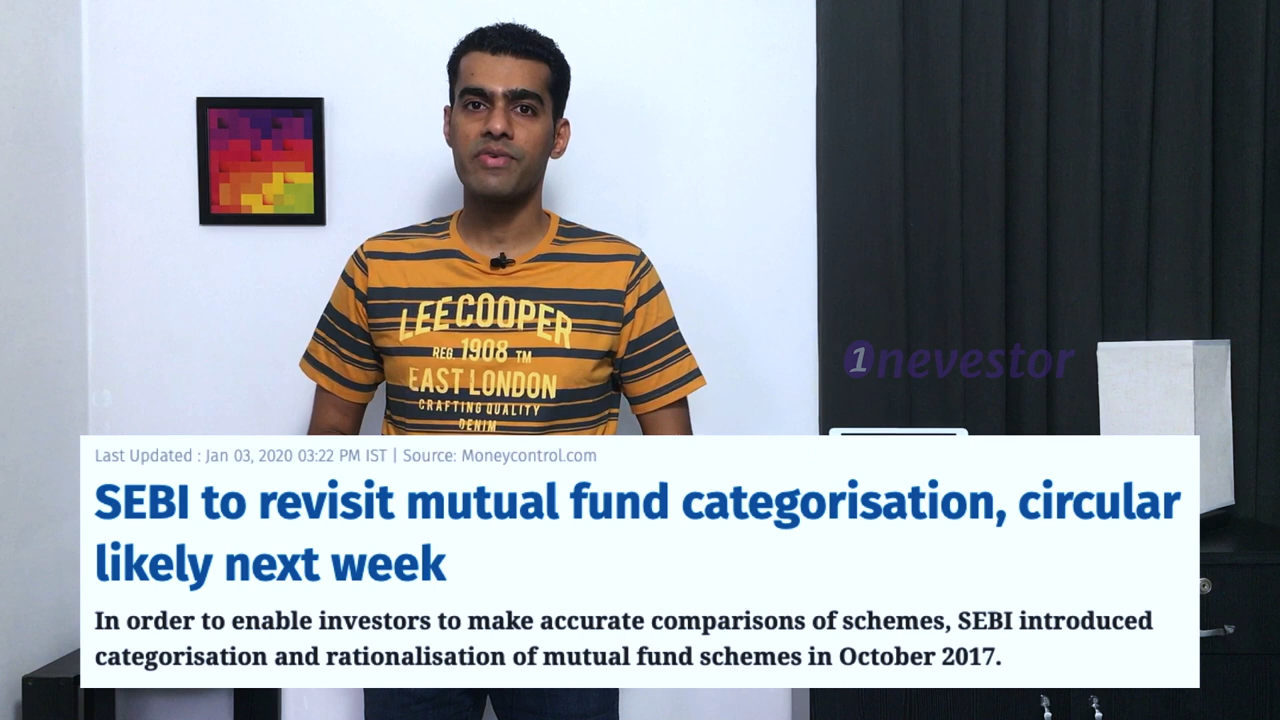 LEE COOPER
REG 1908 TM
EAST LONDON
CRAFTING QUALITY
DENIM
1nevestor
Last Updated : Jan 03, 2020 03:22 PM IST | Source: Moneycontrol.com
SEBI to revisit mutual fund categorisation, circular
likely next week
In order to enable investors to make accurate comparisons of schemes, SEBI introduced
categorisation and rationalisation of mutual fund schemes in October 2017.